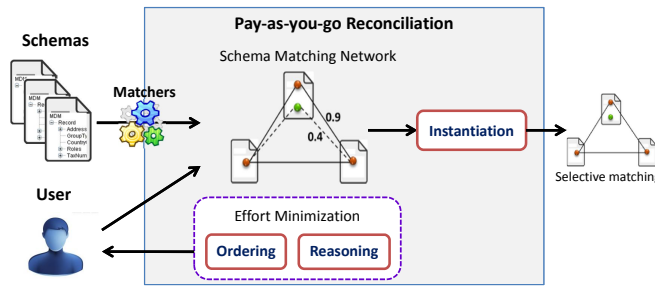 Pay-as-you-go Reconciliation
Schemas
Schema Matching Network
MDM
Record
Address
GroupTy
Country
Roles
TaxNum
Matchers
0.9
0.4
Instantiation
Selective matching
User
Effort Minimization
Ordering
Reasoning